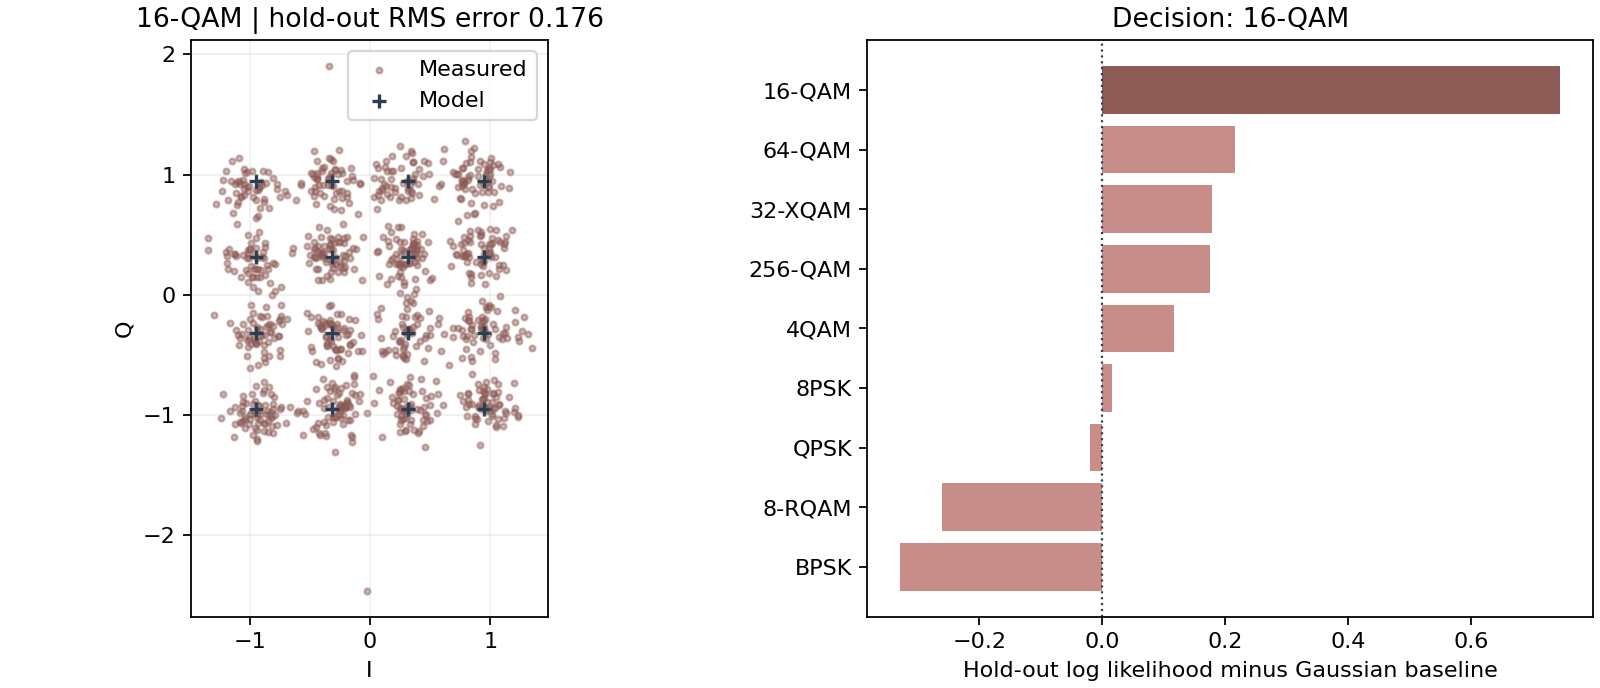 16-QAM | hold-out RMS error 0.176
Measured
Model
2
1
0
−1
−2
Q
−1
0
1
I
Decision: 16-QAM
16-QAM
64-QAM
32-XQAM
256-QAM
4QAM
8PSK
QPSK
8-RQAM
BPSK
−0.2
0.0
0.2
0.4
0.6
Hold-out log likelihood minus Gaussian baseline